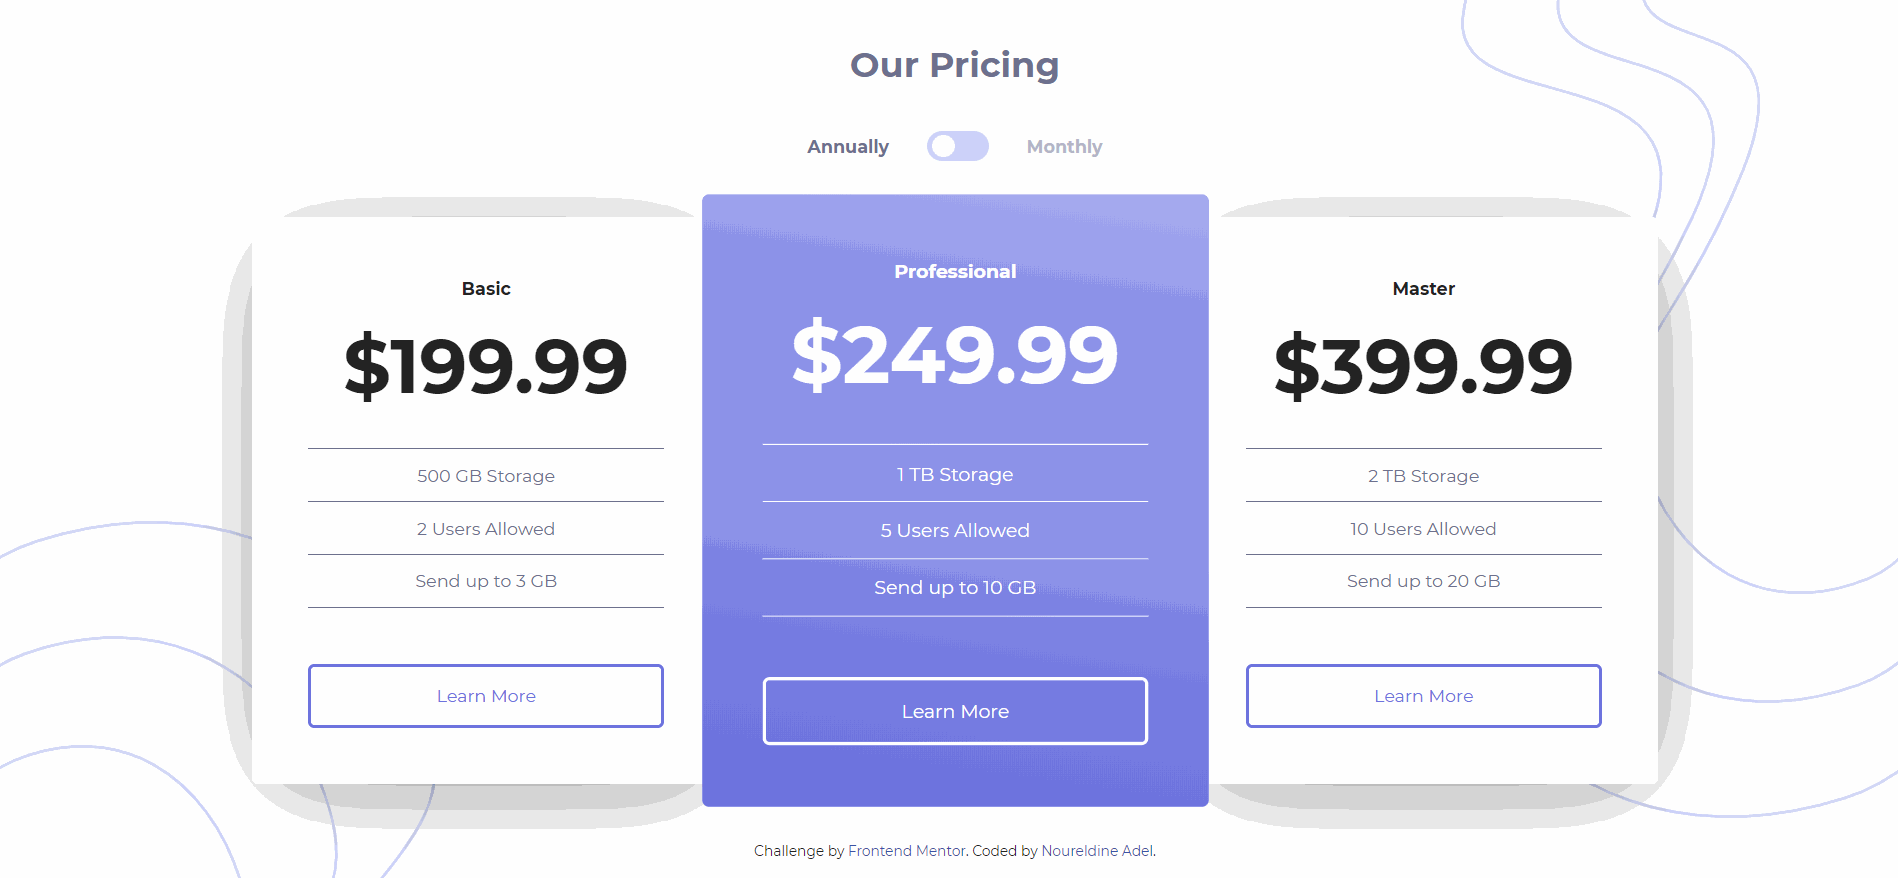 Our Pricing
Annually
Monthly
Basic
$199.99
500 GB Storage
2 Users Allowed
Send up to 3 GB
Learn More
Professional
$249.99
1 TB Storage
5 Users Allowed
Send up to 10 GB
Learn More
Master
$399.99
2 TB Storage
10 Users Allowed
Send up to 20 GB
Learn More
Challenge by Frontend Mentor. Coded by Noureldine Adel.